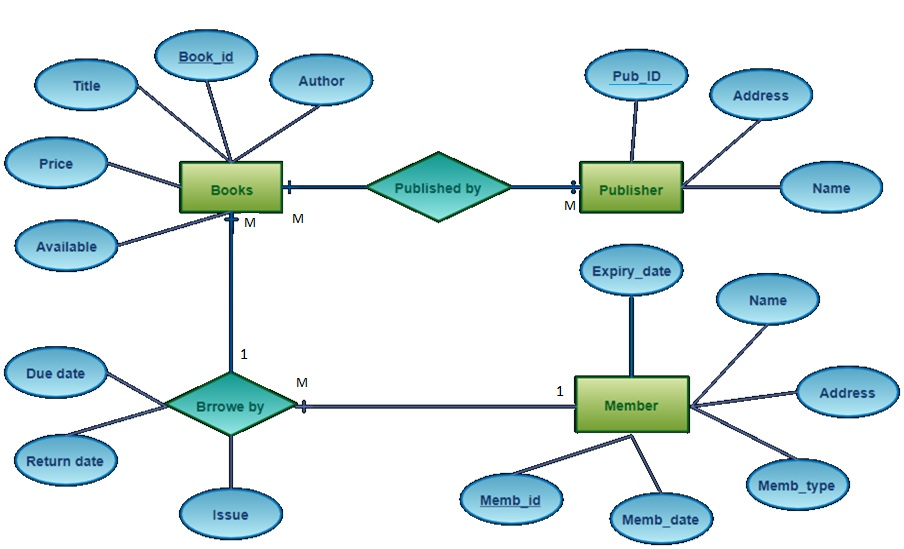 Book_id
Title
Author
Price
Available
Books
M
M
Published by
M
Publisher
Pub_ID
Address
Name
Expiry_date
Name
Address
Memb_type
Memb_date
Memb_id
Member
1
M
1
Brrowe by
Due date
Return date
Issue